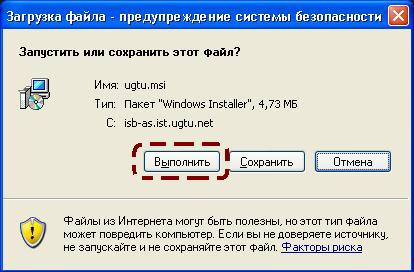 Загрузка файла - предупреждение системы безопасности
Запустить или сохранить этот файл?
Имя: ugtu.msi
Тип: Пакет "Windows Installer", 4,73 МБ
С: isb-as.ist.ugtu.net
Выполнить Сохранить Отмена
Файлы из Интернета могут быть полезны, но этот тип файла
может повредить компьютер. Если вы не доверяете источнику,
не запускайте и не сохраняйте этот файл. Факторы риска